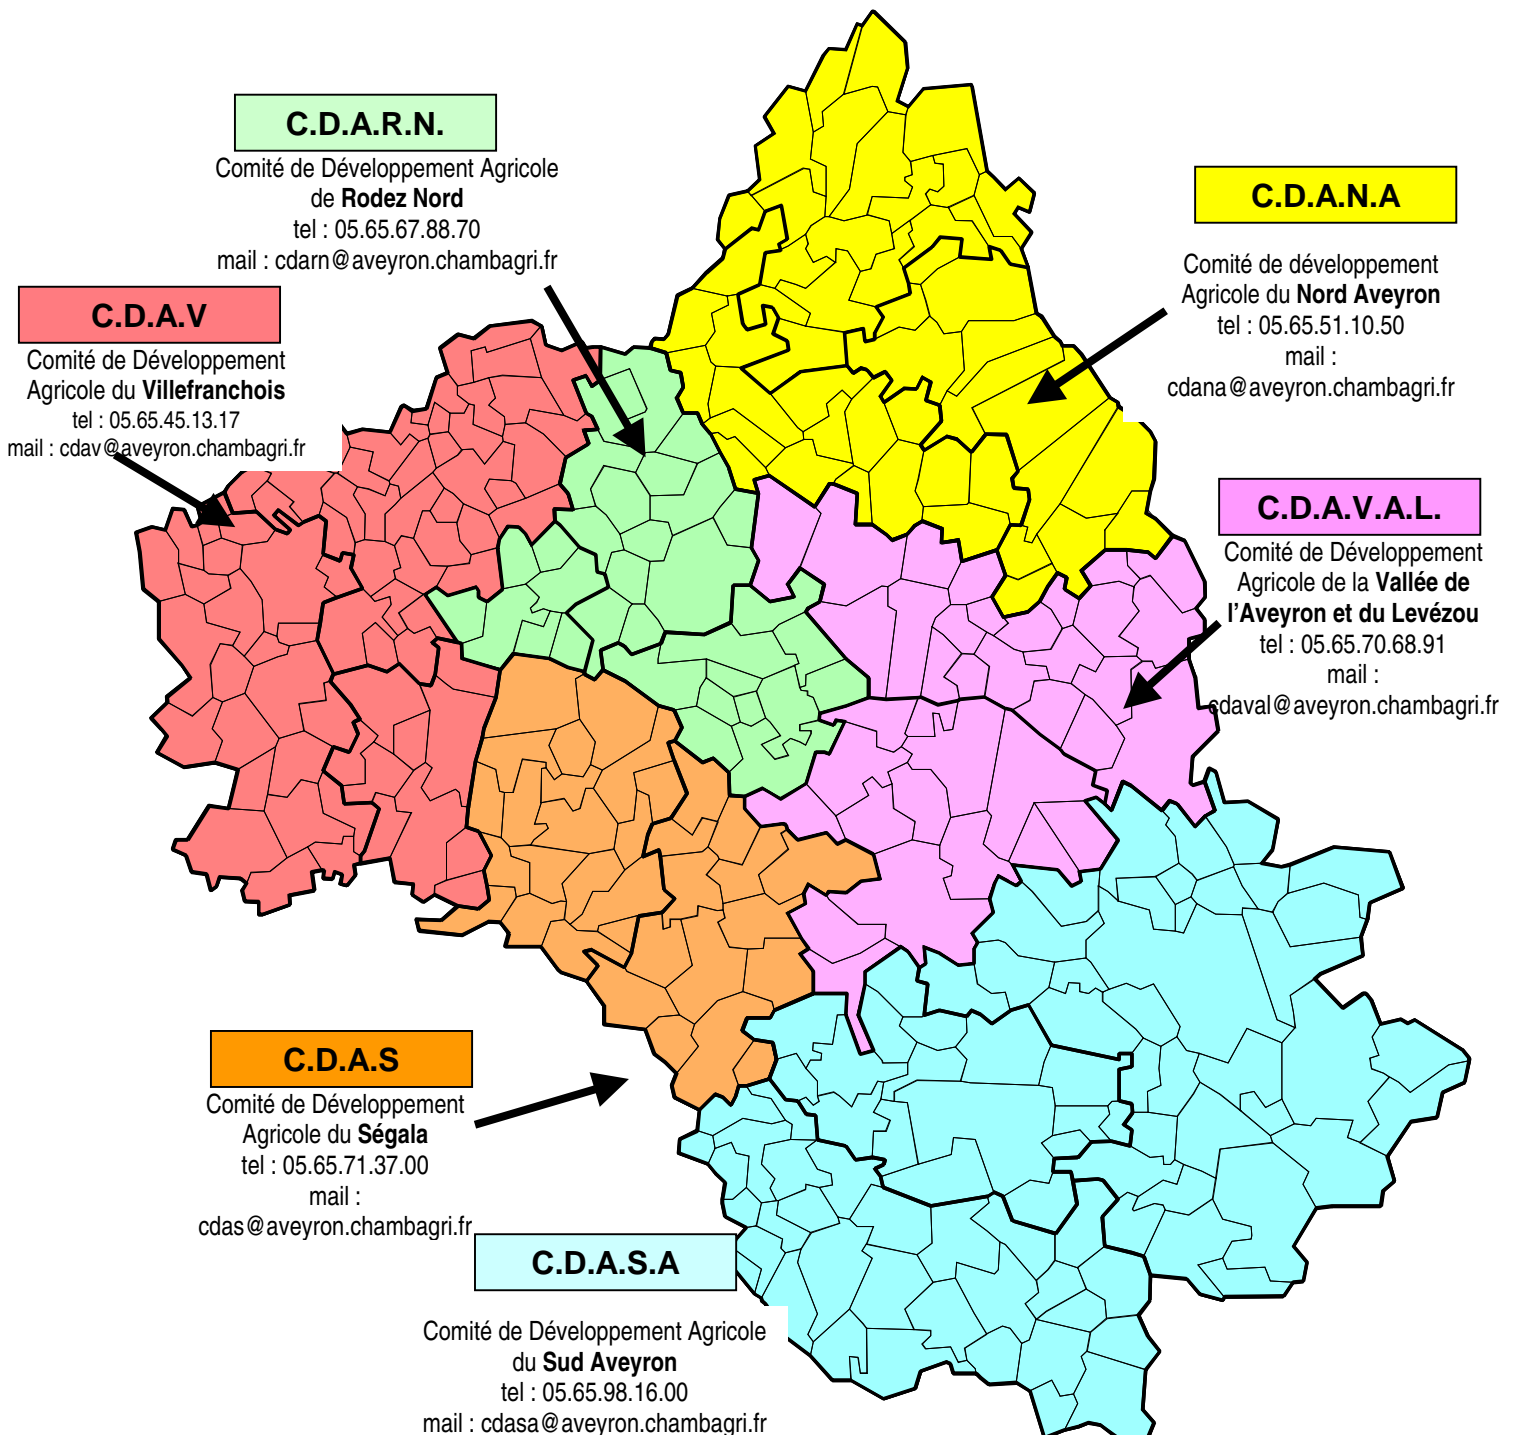 C.D.A.R.N.
Comité de Développement Agricole
de Rodez Nord
tel : 05.65.67.88.70
mail : cdarn@aveyron.chambagri.fr
C.D.A.N.A
Comité de développement
Agricole du Nord Aveyron
tel : 05.65.51.10.50
mail :
cdana@aveyron.chambagri.fr
C.D.A.V
Comité de Développement
Agricole du Villefranchois
tel : 05.65.45.13.17
mail : cdav@aveyron.chambagri.fr
C.D.A.V.A.L.
Comité de Développement
Agricole de la Vallée de
l'Aveyron et du Levézou
tel : 05.65.70.68.91
mail :
cdaval@aveyron.chambagri.fr
C.D.A.S
Comité de Développement
Agricole du Ségala
tel : 05.65.71.37.00
mail :
cdas@aveyron.chambagri.fr
C.D.A.S.A
Comité de Développement Agricole
du Sud Aveyron
tel : 05.65.98.16.00
mail : cdasa@aveyron.chambagri.fr